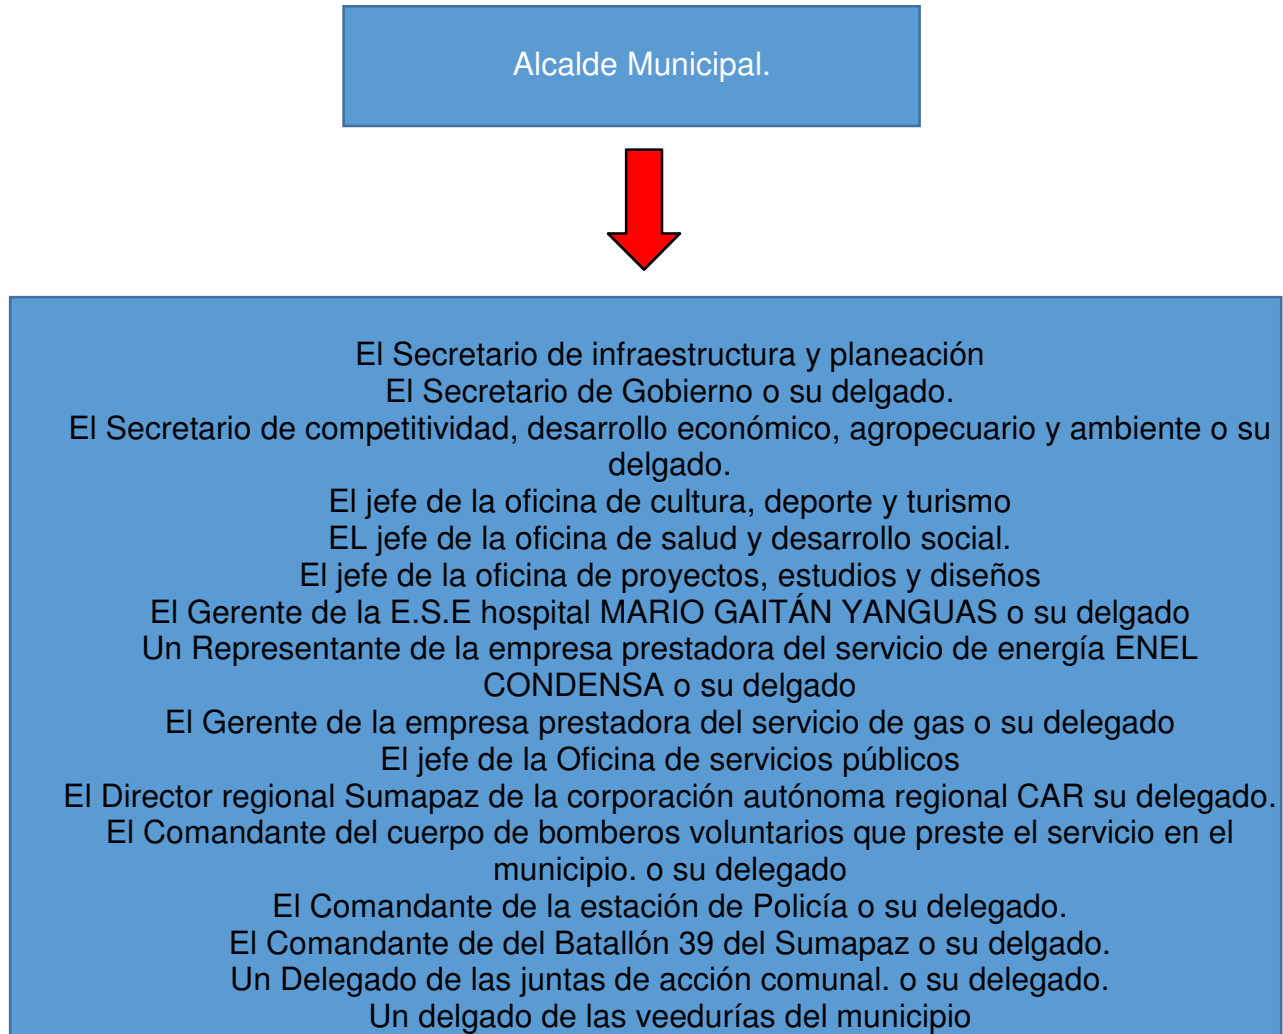 Alcalde Municipal.
El Secretario de infraestructura y planeación
El Secretario de Gobierno o su delgado.
El Secretario de competitividad, desarrollo económico, agropecuario y ambiente o su
delgado.
El jefe de la oficina de cultura, deporte y turismo
EL jefe de la oficina de salud y desarrollo social.
El jefe de la oficina de proyectos, estudios y diseños
El Gerente de la E.S.E hospital MARIO GAITÁN YANGUAS o su delgado
Un Representante de la empresa prestadora del servicio de energía ENEL
CONDENSA o su delgado
El Gerente de la empresa prestadora del servicio de gas o su delegado
El jefe de la Oficina de servicios públicos
El Director regional Sumapaz de la corporación autónoma regional CAR su delegado.
El Comandante del cuerpo de bomberos voluntarios que preste el servicio en el
municipio. o su delegado
El Comandante de la estación de Policía o su delegado.
El Comandante de del Batallón 39 del Sumapaz o su delgado.
Un Delegado de las juntas de acción comunal. o su delegado.
Un delgado de las veedurías del municipio